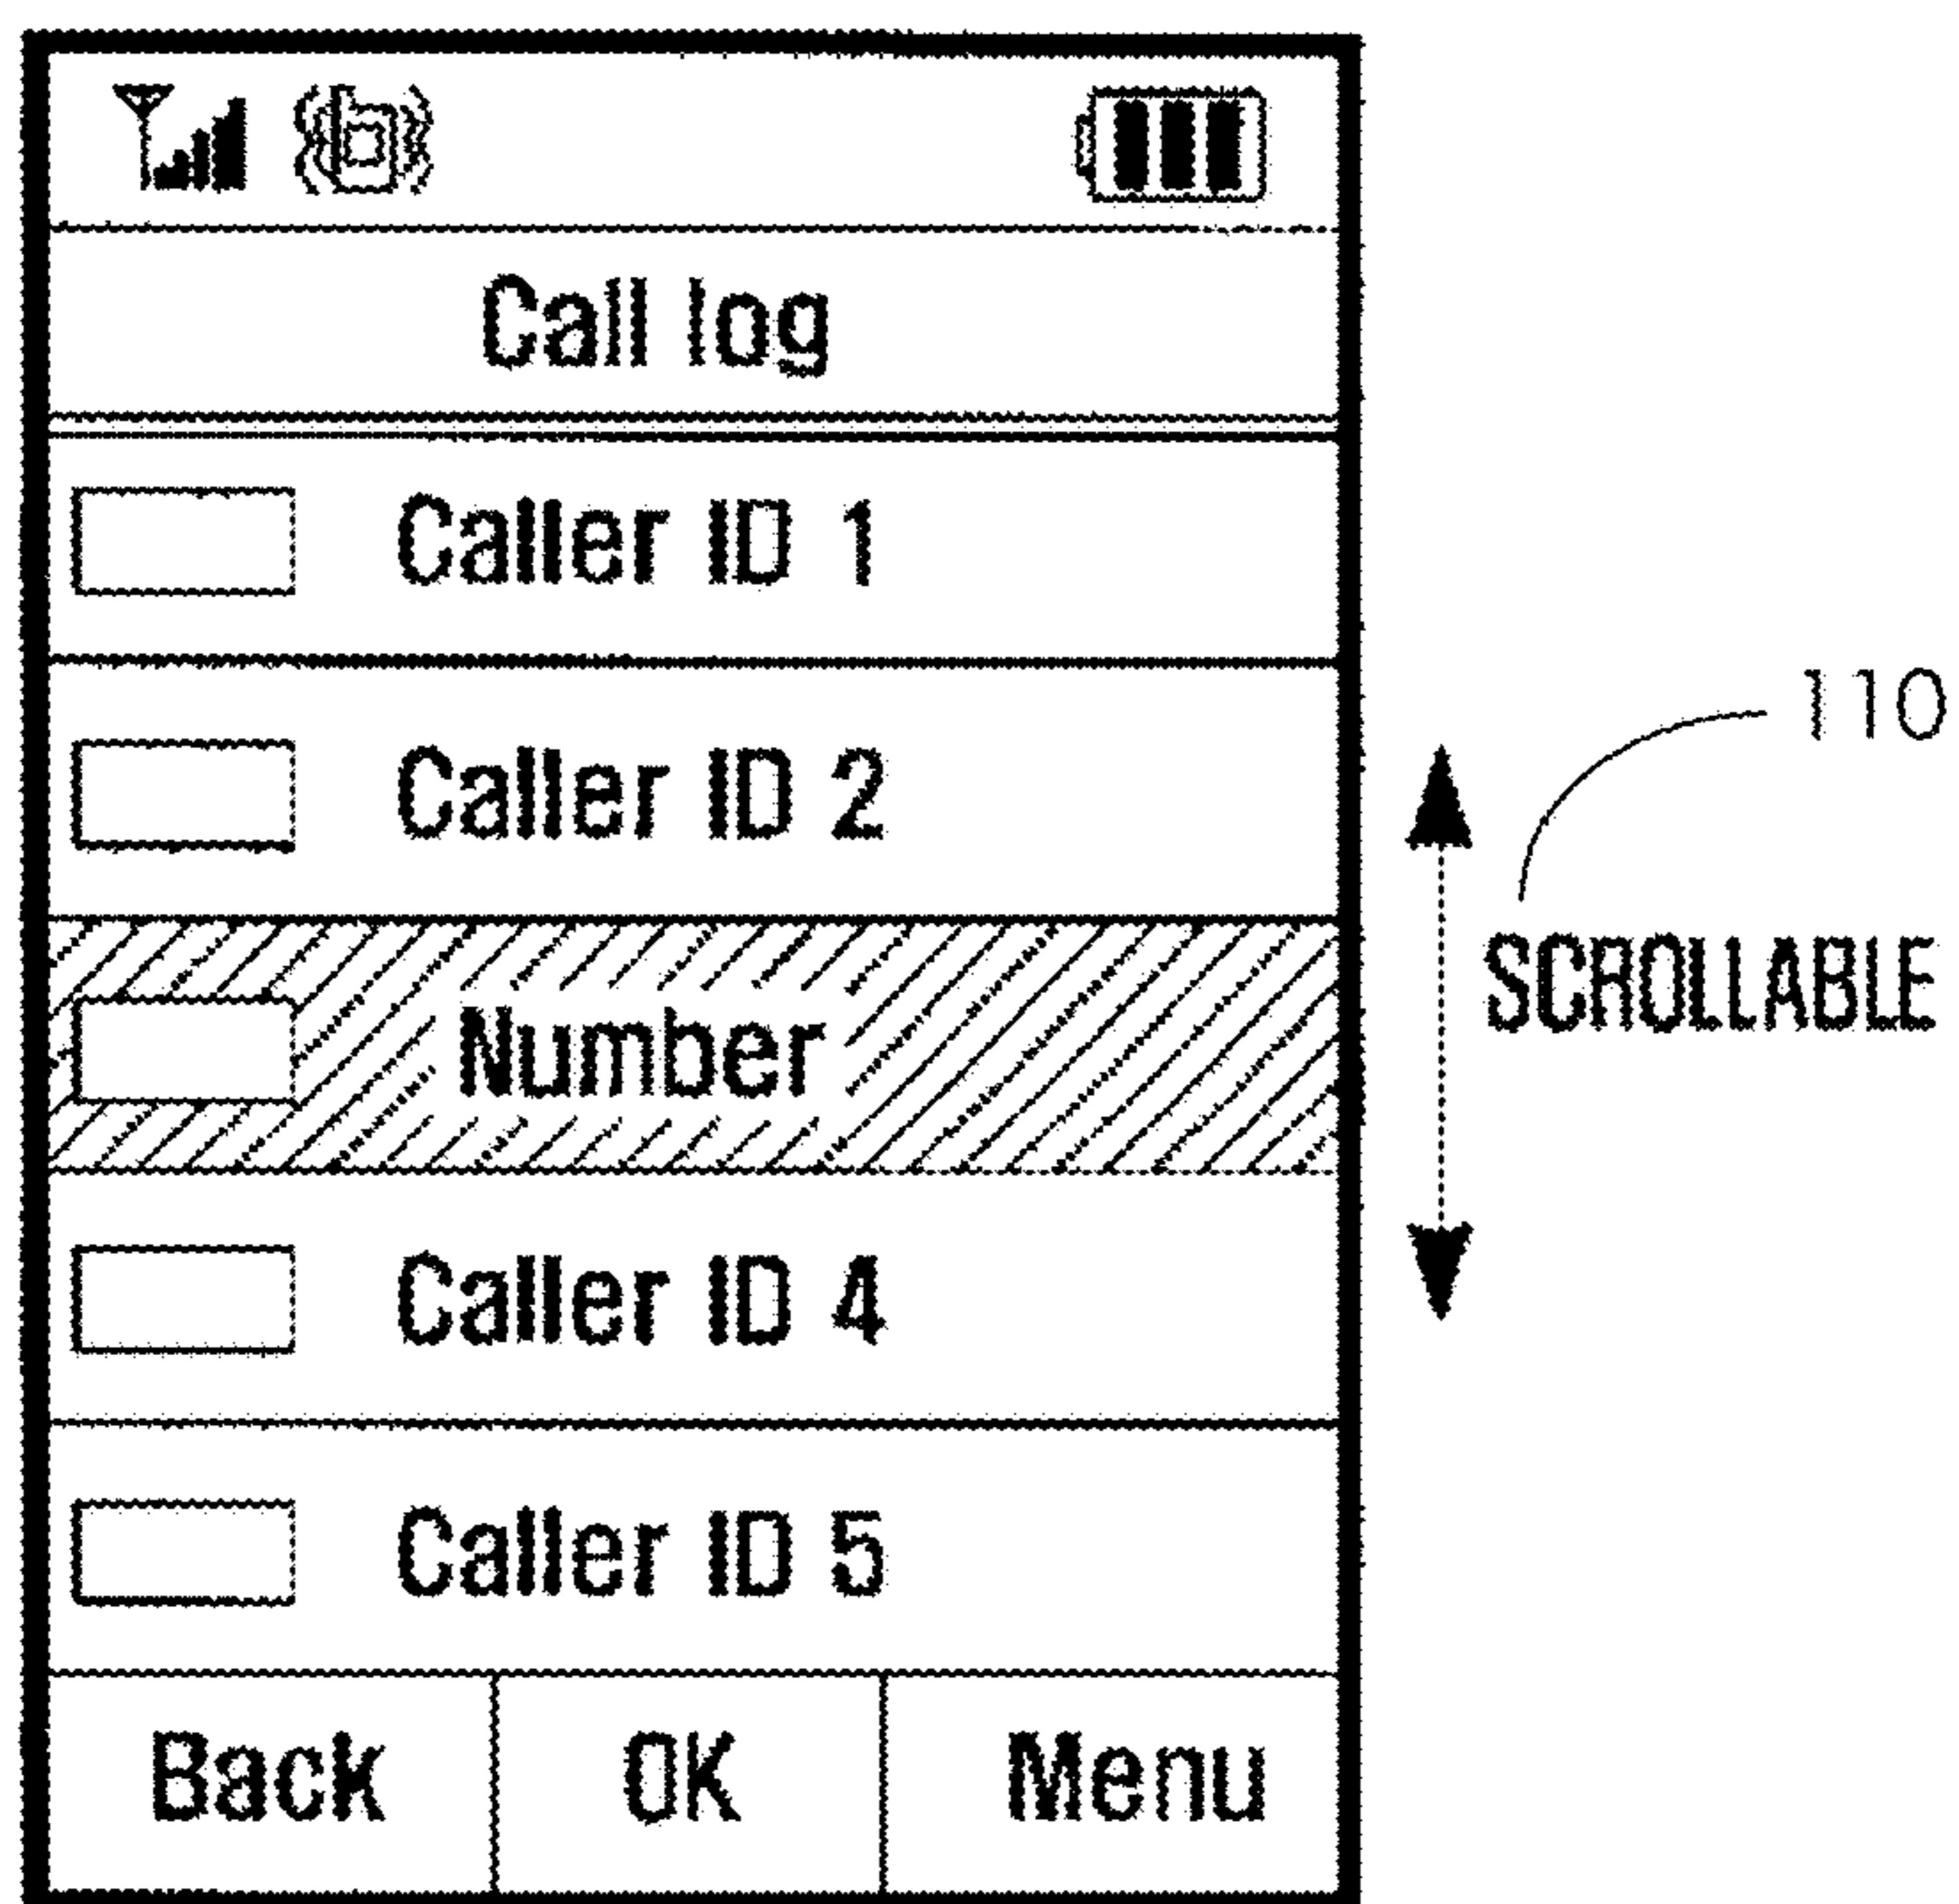 Call log
Caller ID 1
Caller ID 2
110
Number
SCROLLABLE
Caller ID 4
Caller ID 5
Back OK Menu